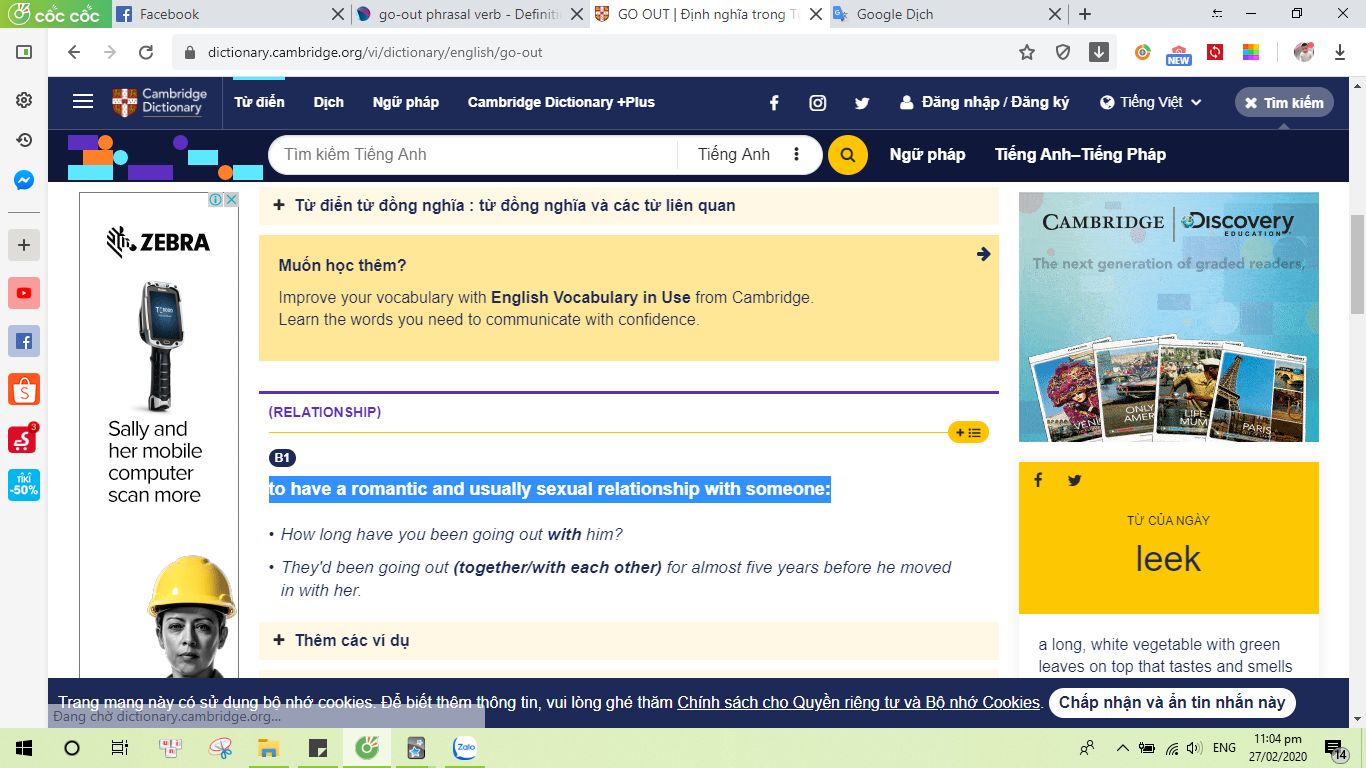 cốc cốc
Facebook
go-out phrasal verb - Definiti
GO OUT | Định nghĩa trong T
Google Dịch
dictionary.cambridge.org/vi/dictionary/english/go-out
NEW
Cambridge
Dictionary
Từ điển
Dịch
Ngữ pháp
Cambridge Dictionary +Plus
Đăng nhập / Đăng ký
Tiếng Việt
Tìm kiếm
Tìm kiếm Tiếng Anh
Tiếng Anh
Ngữ pháp
Tiếng Anh–Tiếng Pháp
3
TIKI
-50%
ZEBRA
Sally and
her mobile
computer
scan more
+ Từ điển từ đồng nghĩa : từ đồng nghĩa và các từ liên quan
Muốn học thêm?
Improve your vocabulary with English Vocabulary in Use from Cambridge.
Learn the words you need to communicate with confidence.
(RELATIONSHIP)
B1
to have a romantic and usually sexual relationship with someone:
• How long have you been going out with him?
• They'd been going out (together/with each other) for almost five years before he moved
in with her.
+ Thêm các ví dụ
CAMBRIDGE
Discovery
EDUCATION
The next generation of graded readers,
ONLY
AMER
LIFE
MUM
PARIS
TỪ CỦA NGÀY
leek
a long, white vegetable with green
leaves on top that tastes and smells
Trang mạng này có sử dụng bộ nhớ cookies. Để biết thêm thông tin, vui lòng ghé thăm Chính sách cho Quyền riêng tư và Bộ nhớ Cookies.
Chấp nhận và ẩn tin nhắn này
Đang chờ dictionary.cambridge.org...
Zalo
ENG
11:04 pm
27/02/2020
14